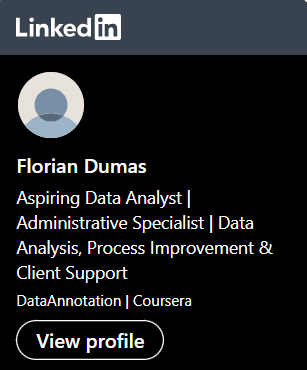 Linkedin
Florian Dumas
Aspiring Data Analyst |
Administrative Specialist | Data
Analysis, Process Improvement &
Client Support
DataAnnotation | Coursera
View profile